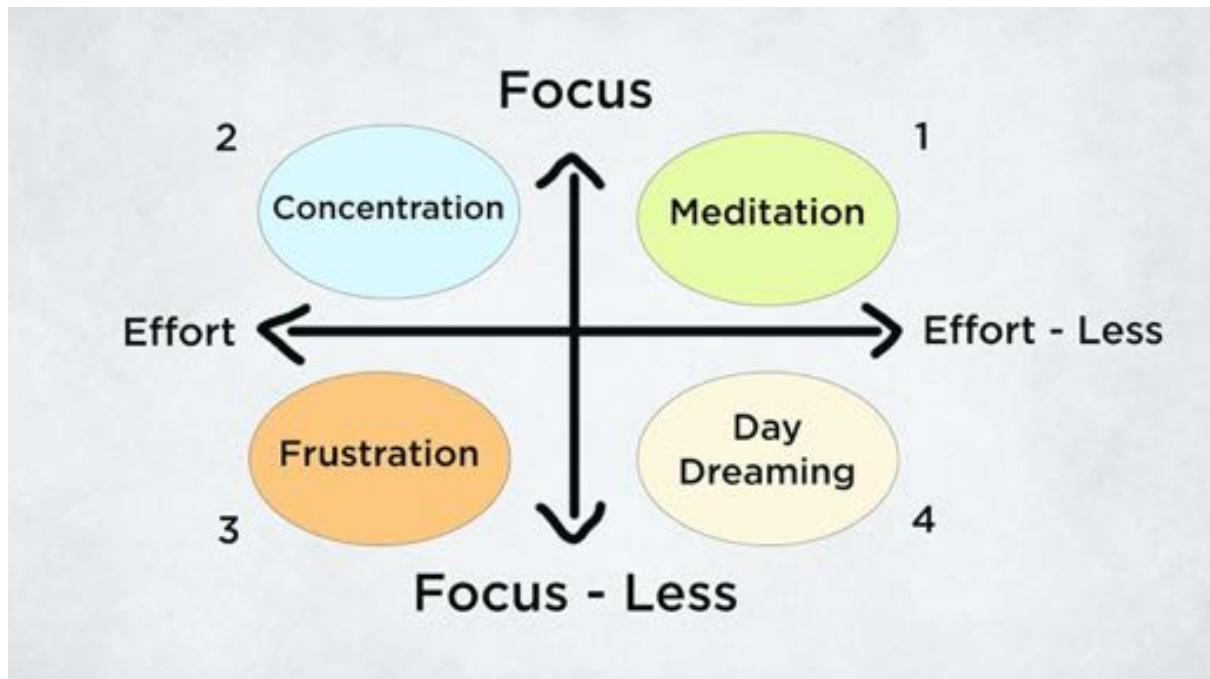 Focus
2
1
Concentration
Meditation
Effort
Effort - Less
Frustration
Day
Dreaming
3
4
Focus - Less